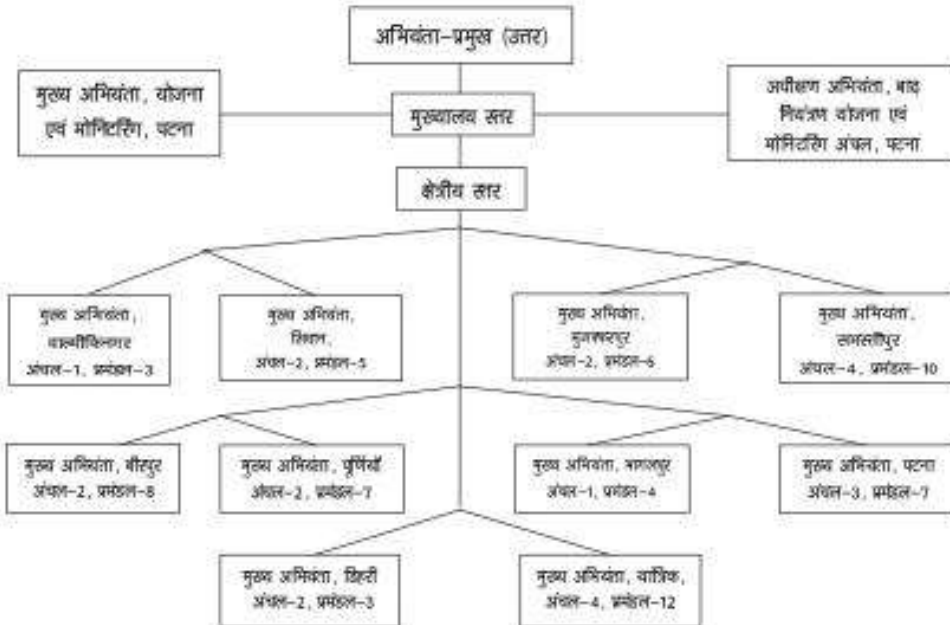 अभियंता-प्रमुख (उत्तर)
मुख्य अभियंता, योजना
एवं मोनिटरिंग, पटना
मुख्यालय स्तर
अधीक्षण अभियंता, बाढ़
नियंत्रण योजना एवं
मोनिटरिंग अंचल, पटना
क्षेत्रीय स्तर
मुख्य अभियंता,
वाल्मीकिनगर
अंचल-1, प्रमंडल-3
मुख्य अभियंता,
सिवान,
अंचल-2, प्रमंडल-5
मुख्य अभियंता,
मुजफ्फरपुर
अंचल-2, प्रमंडल-6
मुख्य अभियंता,
समस्तीपुर
अंचल-4, प्रमंडल-10
मुख्य अभियंता, बीरपुर
अंचल-2, प्रमंडल-8
मुख्य अभियंता, पूर्णियाँ
अंचल-2, प्रमंडल-7
मुख्य अभियंता, भागलपुर
अंचल-1, प्रमंडल-4
मुख्य अभियंता, पटना
अंचल-3, प्रमंडल-7
मुख्य अभियंता, डिहरी
अंचल-2, प्रमंडल-3
मुख्य अभियंता, यांत्रिक,
अंचल-4, प्रमंडल-12